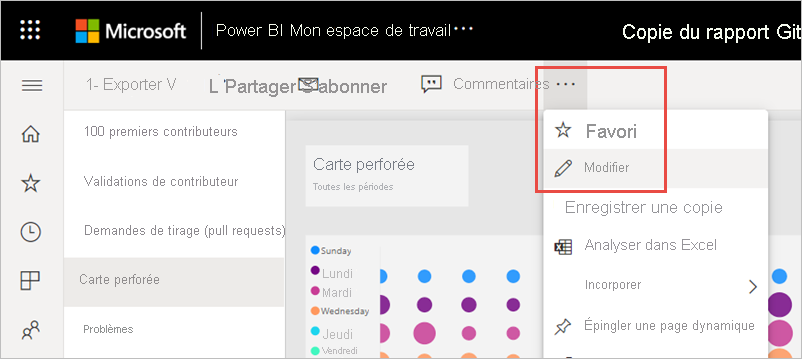 Microsoft Power BI Mon espace de travail ··· Copie du rapport Git
1- Exporter V L 'Partager S'abonner Commentaires ···
100 premiers contributeurs
Validations de contributeur
Demandes de tirage (pull requests)
Carte perforée
Problèmes
Carte perforée
Toutes les périodes
Sunday
Lundi
Mardi
Wednesday
Jeudi
Vendredi
Favori
Modifier
Enregistrer une copie
Analyser dans Excel
Incorporer
Épingler une page dynamique